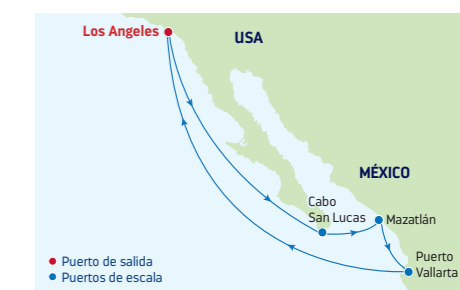 Los Angeles
USA
MÉXICO
Cabo
San Lucas
Mazatlán
Puerto
Vallarta
Puerto de salida
Puertos de escala